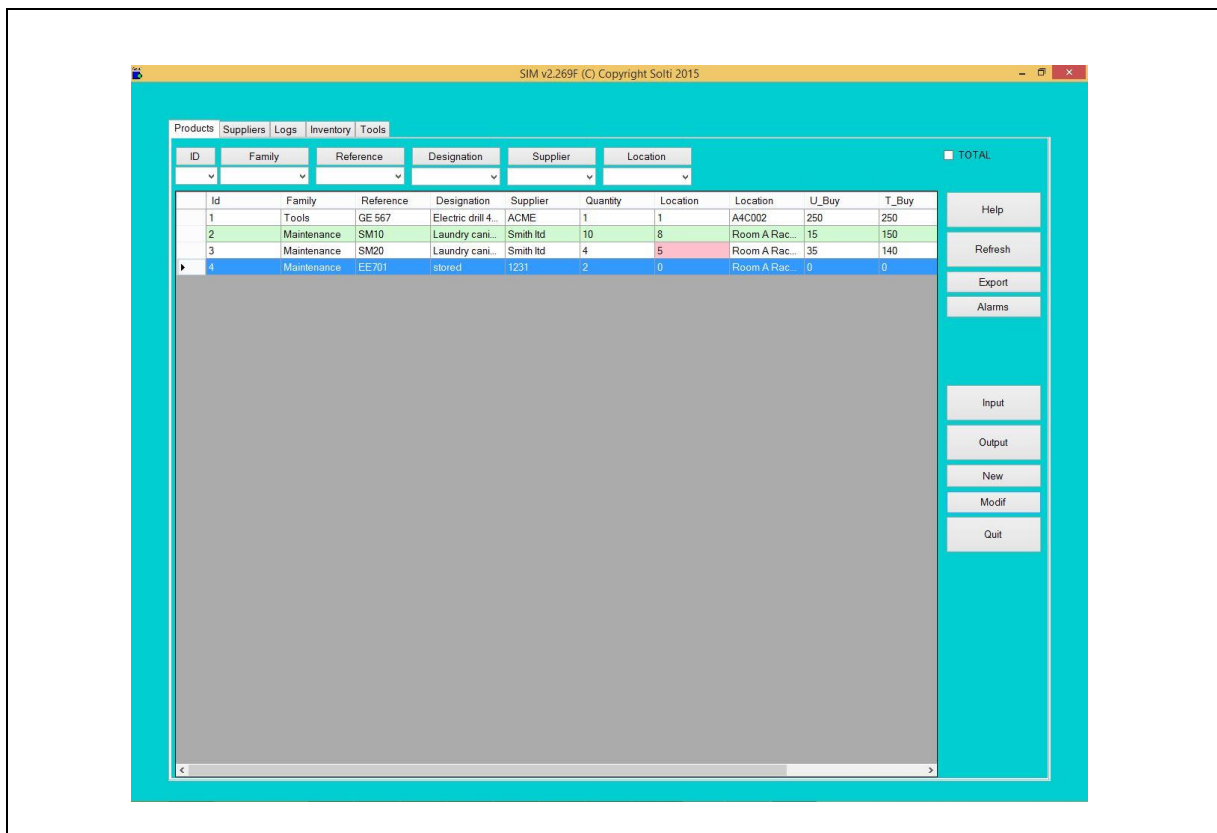 SIM v2.269F (C) Copyright Solti 2015
Products Suppliers Logs Inventory Tools
ID Family Reference Designation Supplier Location
TOTAL
Id Family Reference Designation Supplier Quantity Location Location U_Buy T_Buy
1 Tools GE 567 Electric drill 4... ACME 1 1 A4C002 250 250
2 Maintenance SM10 Laundry cani... Smith ltd 10 8 Room A Rac... 15 150
3 Maintenance SM20 Laundry cani... Smith ltd 4 5 Room A Rac... 35 140
4 Maintenance EE701 stored 1231 2 0 Room A Rac... 0 0
Help
Refresh
Export
Alarms
Input
Output
New
Modif
Quit